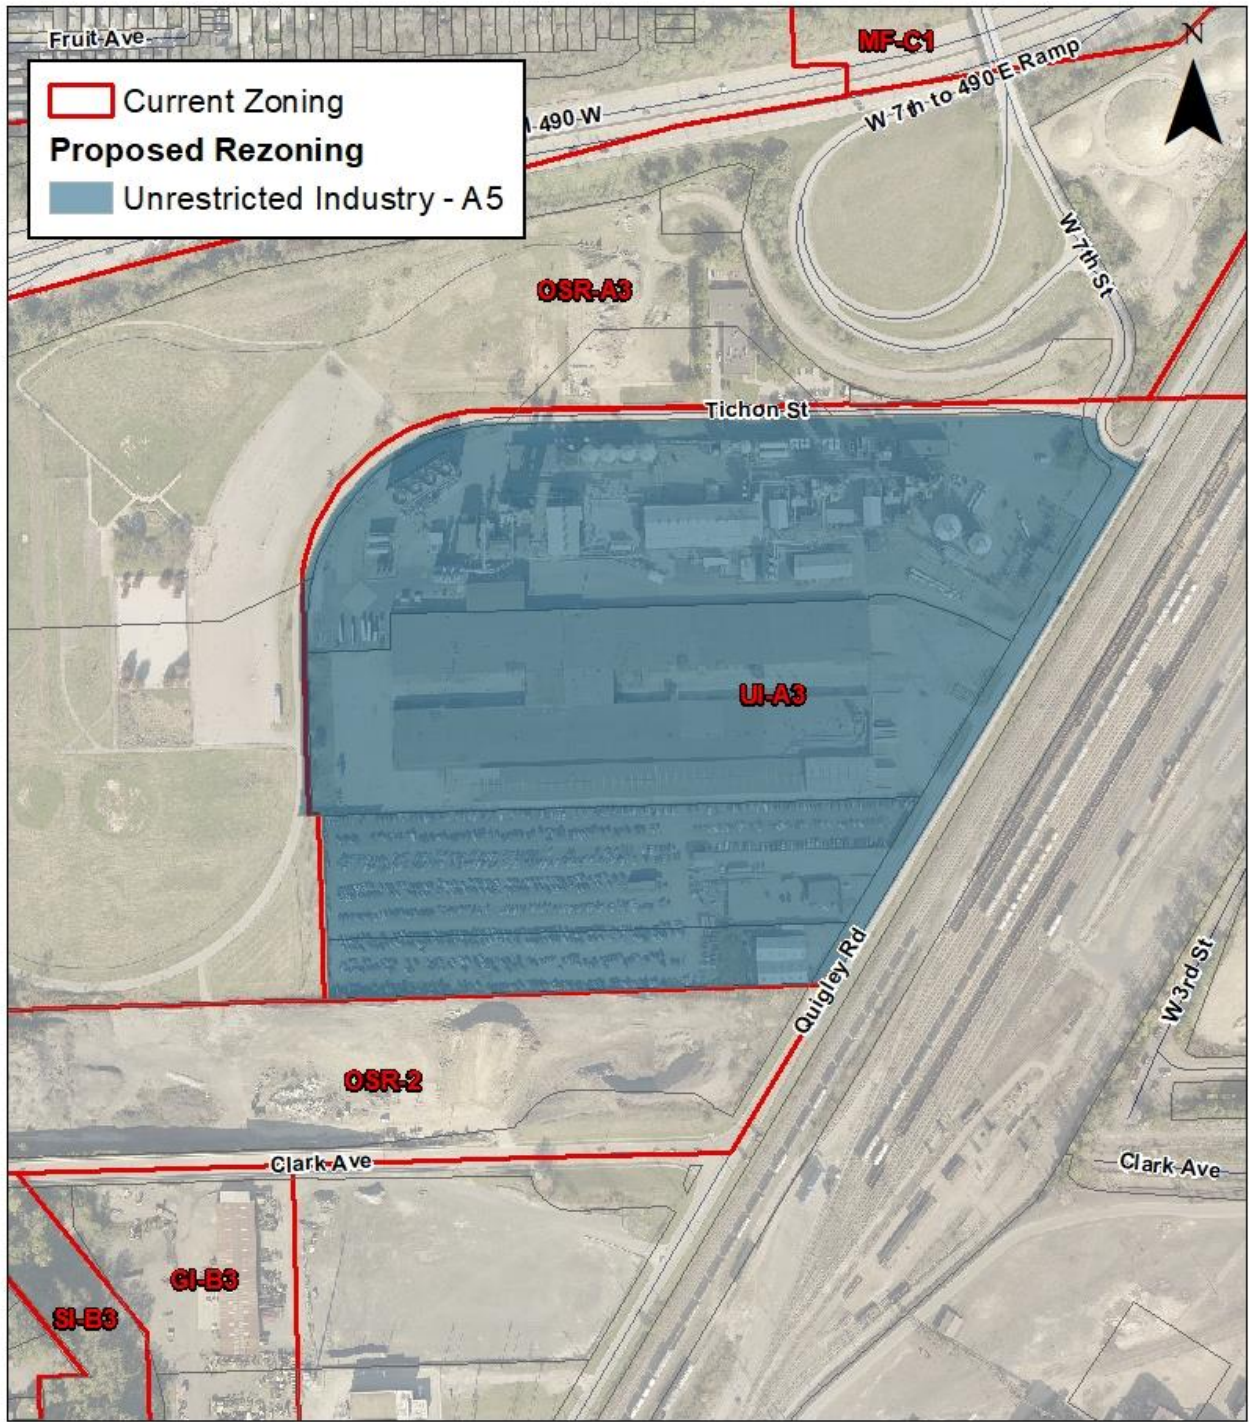 Fruit Ave
MF-C1
N
Current Zoning
Proposed Rezoning
Unrestricted Industry - A5
I 490 W
W 7th to 490 E Ramp
W 7th St
OSR-A3
Tichon St
UI-A3
Quigley Rd
W 3rd St
OSR-2
Clark Ave
Clark Ave
GI-B3
SI-B3